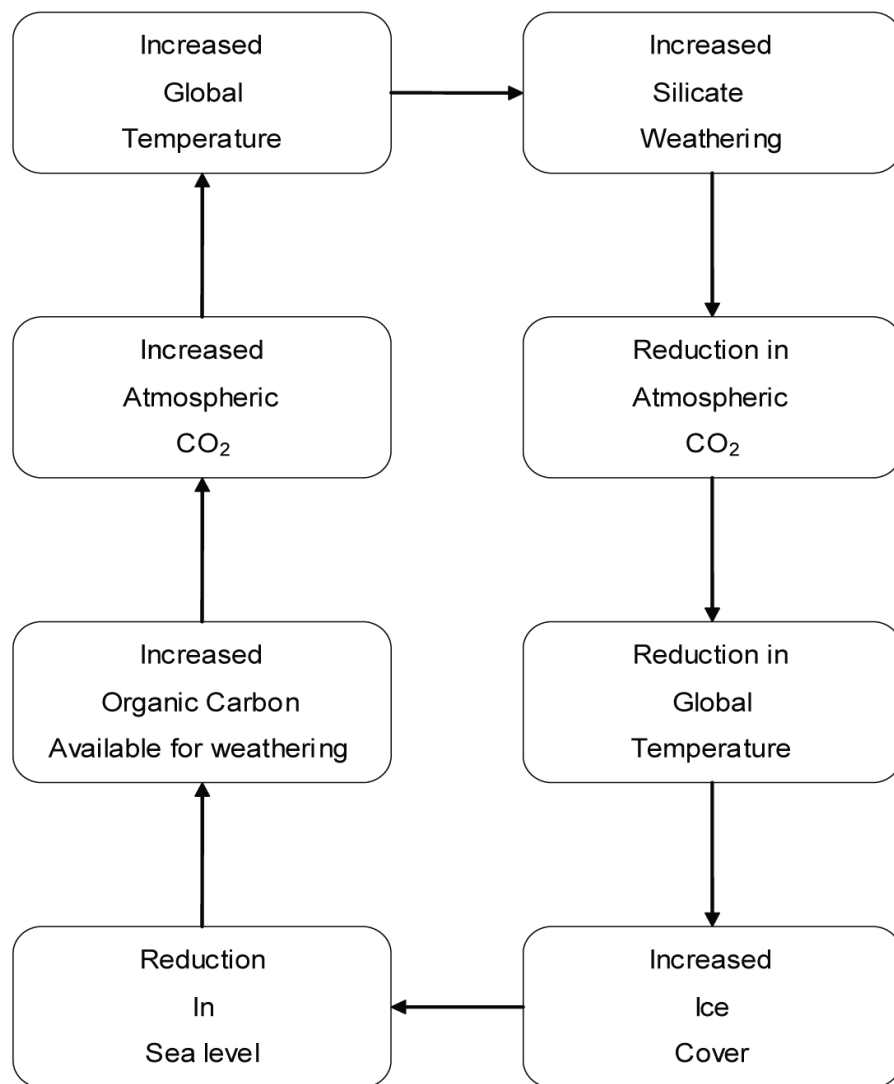 Increased
Global
Temperature
Increased
Silicate
Weathering
Increased
Atmospheric
CO₂
Reduction in
Atmospheric
CO₂
Increased
Organic Carbon
Available for weathering
Reduction in
Global
Temperature
Reduction
In
Sea level
Increased
Ice
Cover